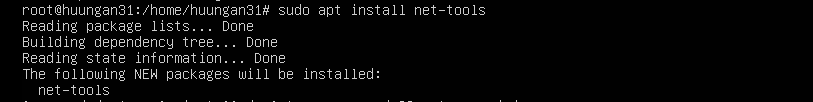 root@huungan31:/home/huungan31# sudo apt install net-tools
Reading package lists... Done
Building dependency tree... Done
Reading state information... Done
The following NEW packages will be installed:
  net-tools